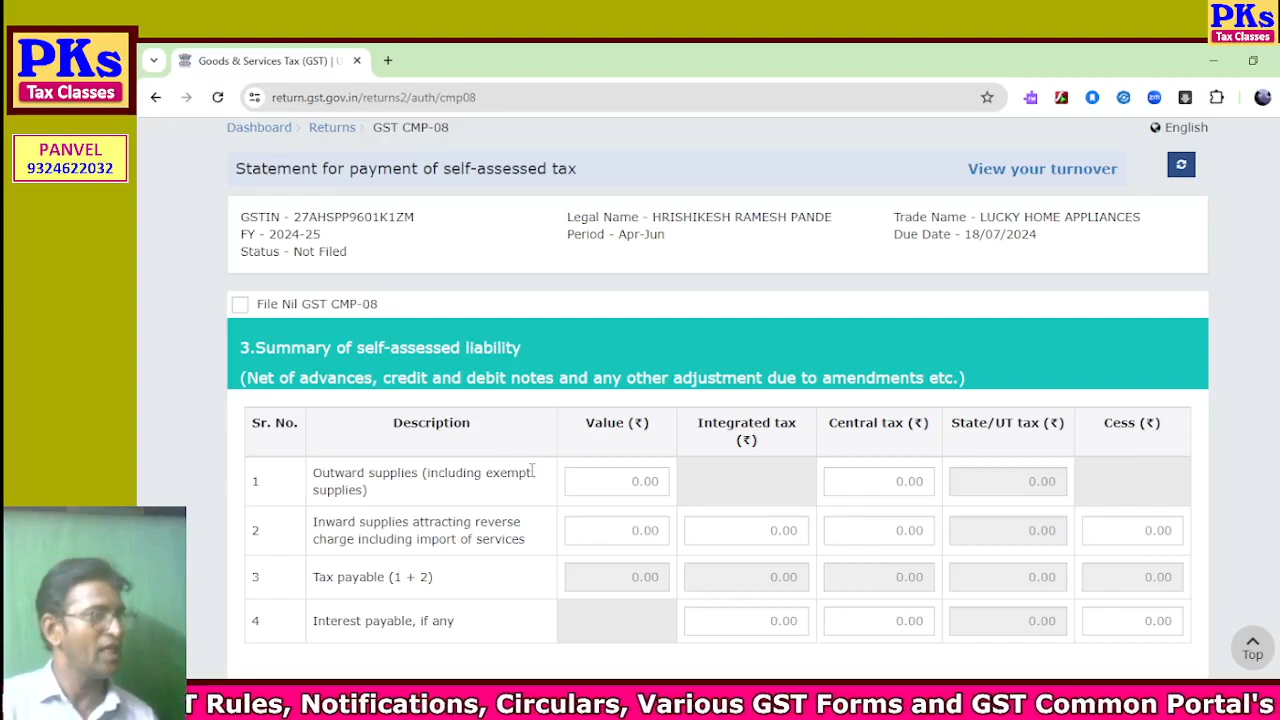 PKs
Tax Classes
PKs
Tax Classes
PANVEL
9324622032
Goods & Services Tax (GST) | U
return.gst.gov.in/returns2/auth/cmp08
Dashboard > Returns > GST CMP-08
English
Statement for payment of self-assessed tax
View your turnover
GSTIN - 27AHSPP9601K1ZM
Legal Name - HRISHIKESH RAMESH PANDE
Trade Name - LUCKY HOME APPLIANCES
FY - 2024-25
Period - Apr-Jun
Due Date - 18/07/2024
Status - Not Filed
File Nil GST CMP-08
3.Summary of self-assessed liability
(Net of advances, credit and debit notes and any other adjustment due to amendments etc.)
Sr. No. Description Value (₹) Integrated tax (₹) Central tax (₹) State/UT tax (₹) Cess (₹)
1 Outward supplies (including exempt supplies) 0.00 0.00 0.00
2 Inward supplies attracting reverse charge including import of services 0.00 0.00 0.00 0.00 0.00
3 Tax payable (1 + 2) 0.00 0.00 0.00 0.00 0.00
4 Interest payable, if any 0.00 0.00 0.00 0.00
Top
T Rules, Notifications, Circulars, Various GST Forms and GST Common Portal's